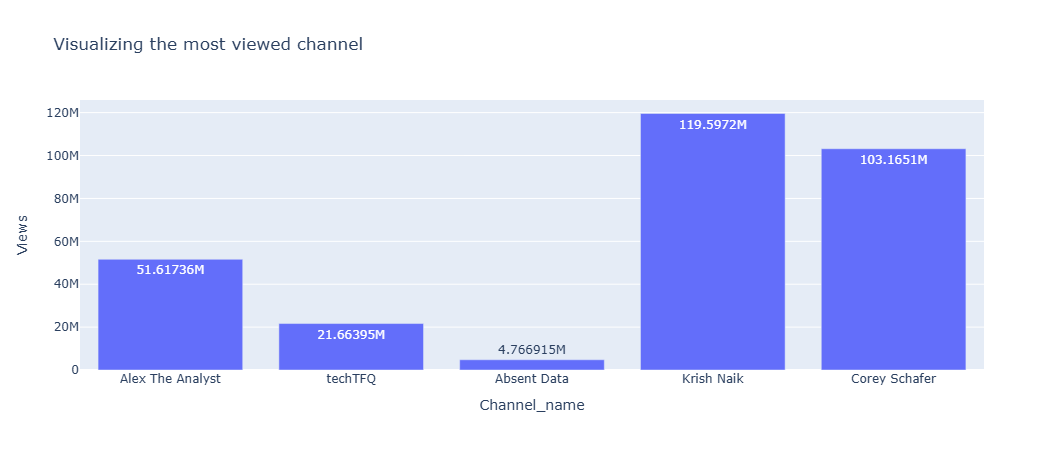 Visualizing the most viewed channel
Views
120M
100M
80M
60M
40M
20M
0
51.61736M
21.66395M
4.766915M
119.5972M
103.1651M
Alex The Analyst
techTFQ
Absent Data
Krish Naik
Corey Schafer
Channel_name